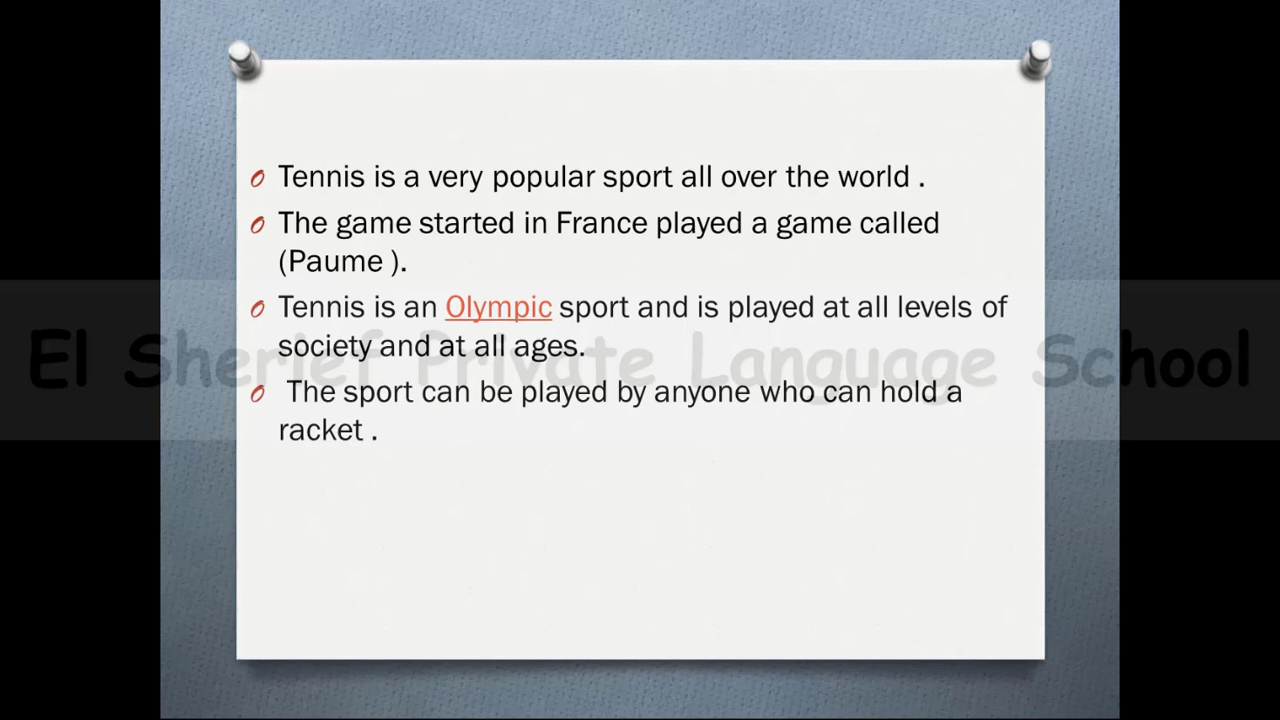 Tennis is a very popular sport all over the world .
The game started in France played a game called
(Paume ).
Tennis is an Olympic sport and is played at all levels of
society and at all ages.
The sport can be played by anyone who can hold a
racket .
El Sherief Private Language School